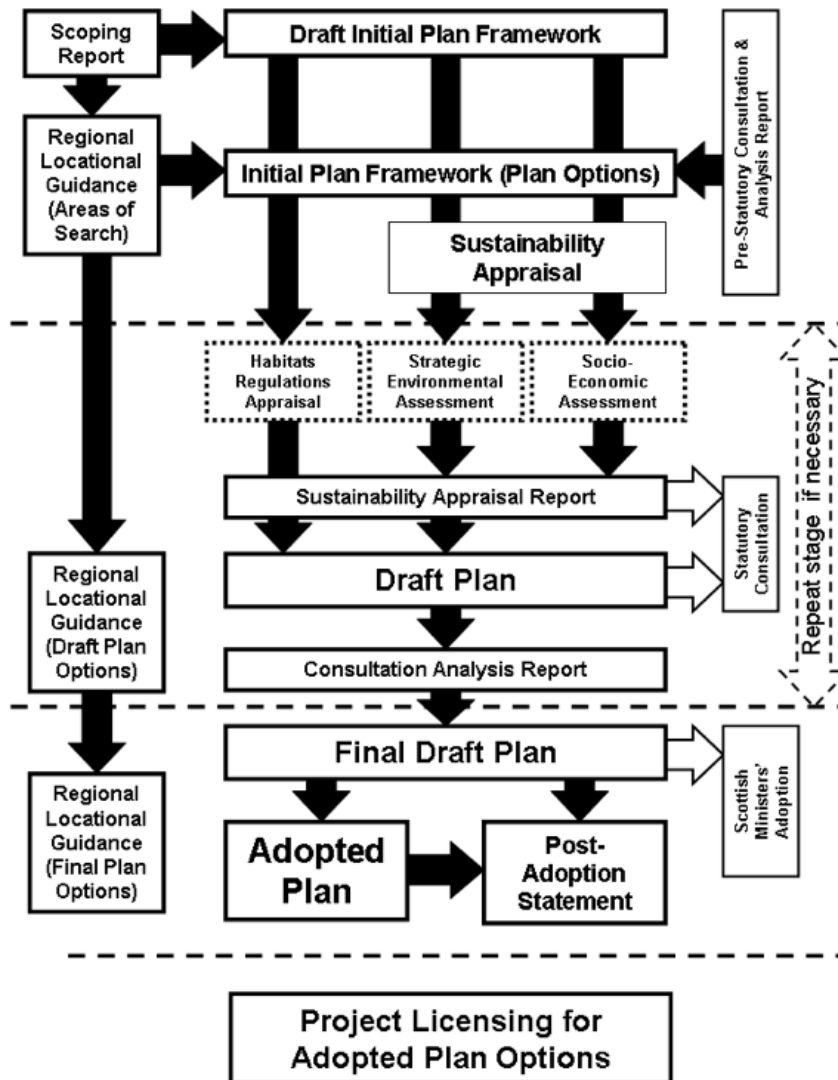 Scoping
Report
Draft Initial Plan Framework
Pre-Statutory Consultation &
Analysis Report
Regional
Locational
Guidance
(Areas of
Search)
Initial Plan Framework (Plan Options)
Sustainability
Appraisal
Habitats
Regulations
Appraisal
Strategic
Environmental
Assessment
Socio-
Economic
Assessment
Repeat stage if necessary
Sustainability Appraisal Report
Statutory
Consultation
Regional
Locational
Guidance
(Draft Plan
Options)
Draft Plan
Consultation Analysis Report
Final Draft Plan
Scottish
Ministers'
Adoption
Regional
Locational
Guidance
(Final Plan
Options)
Adopted
Plan
Post-
Adoption
Statement
Project Licensing for
Adopted Plan Options